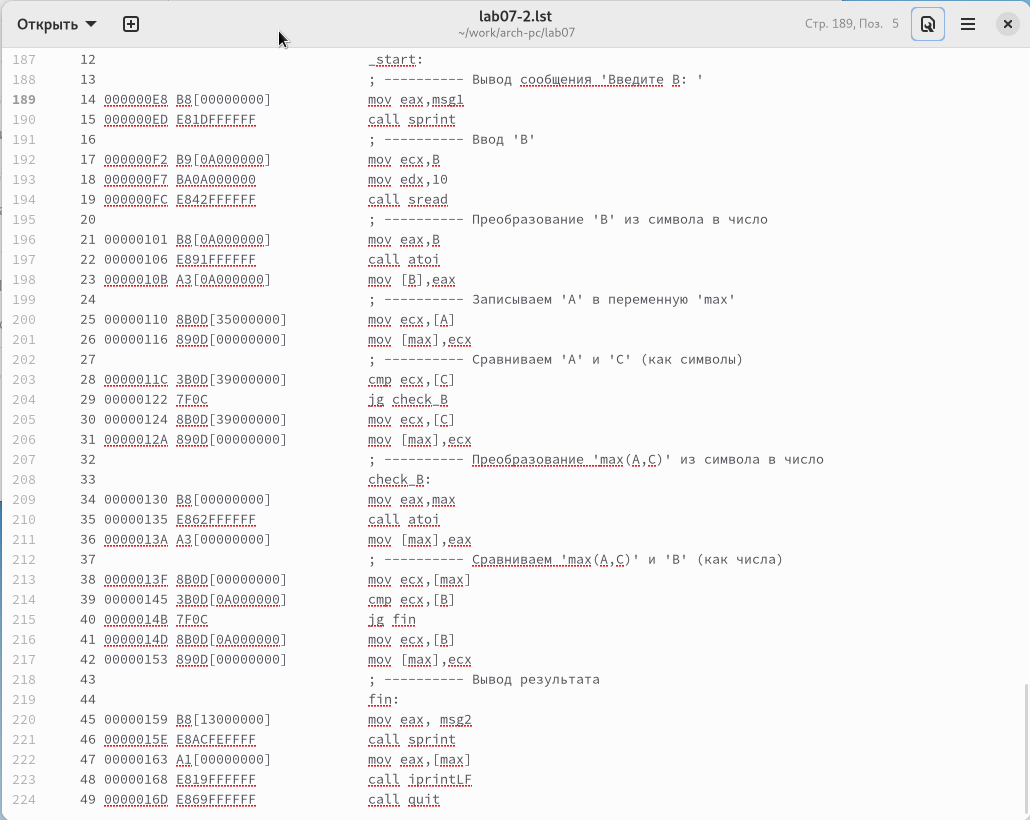 Открыть
lab07-2.lst
~/work/arch-pc/lab07
Стр. 189, Поз. 5
187 12 _start:
188 13 ; ---------- Вывод сообщения 'Введите B: '
189 14 000000E8 B8[00000000] mov eax,msg1
190 15 000000ED E81DFFFFFF call sprint
191 16 ; ---------- Ввод 'B'
192 17 000000F2 B9[0A000000] mov ecx,B
193 18 000000F7 BA0A000000 mov edx,10
194 19 000000FC E842FFFFFF call sread
195 20 ; ---------- Преобразование 'B' из символа в число
196 21 00000101 B8[0A000000] mov eax,B
197 22 00000106 E891FFFFFF call atoi
198 23 0000010B A3[0A000000] mov [B],eax
199 24 ; ---------- Записываем 'A' в переменную 'max'
200 25 00000110 8B0D[35000000] mov ecx,[A]
201 26 00000116 890D[00000000] mov [max],ecx
202 27 ; ---------- Сравниваем 'A' и 'C' (как символы)
203 28 0000011C 3B0D[39000000] cmp ecx,[C]
204 29 00000122 7F0C jg check_B
205 30 00000124 8B0D[39000000] mov ecx,[C]
206 31 0000012A 890D[00000000] mov [max],ecx
207 32 ; ---------- Преобразование 'max(A,C)' из символа в число
208 33 check_B:
209 34 00000130 B8[00000000] mov eax,max
210 35 00000135 E862FFFFFF call atoi
211 36 0000013A A3[00000000] mov [max],eax
212 37 ; ---------- Сравниваем 'max(A,C)' и 'B' (как числа)
213 38 0000013F 8B0D[00000000] mov ecx,[max]
214 39 00000145 3B0D[0A000000] cmp ecx,[B]
215 40 0000014B 7F0C jg fin
216 41 0000014D 8B0D[0A000000] mov ecx,[B]
217 42 00000153 890D[00000000] mov [max],ecx
218 43 ; ---------- Вывод результата
219 44 fin:
220 45 00000159 B8[13000000] mov eax, msg2
221 46 0000015E E8ACFEFFFF call sprint
222 47 00000163 A1[00000000] mov eax,[max]
223 48 00000168 E819FFFFFF call iprintLF
224 49 0000016D E869FFFFFF call quit